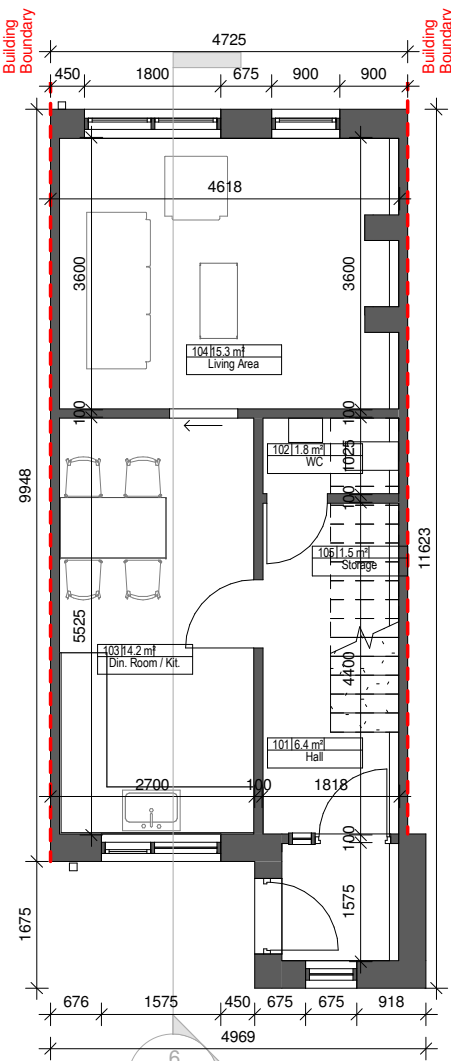 Building
Boundary
Building
Boundary
4725
450
1800
675
900
900
4618
3600
3600
104 15.3 m²
Living Area
100
100
102 1.8 m²
WC
1025
9948
100
11623
105 1.5 m²
Storage
5525
103 14.2 m²
Din. Room / Kit.
4400
101 6.4 m²
Hall
2700
100
1818
100
1575
1675
676
1575
450
675
675
918
4969
6